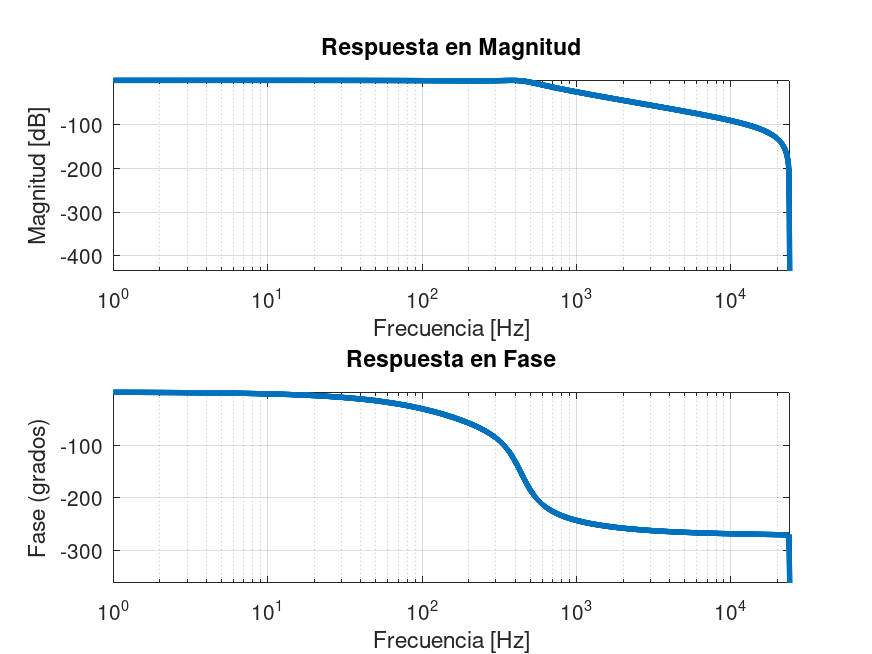 Respuesta en Magnitud
Magnitud [dB]
-100
-200
-300
-400
10^0
10^1
10^2
10^3
10^4
Frecuencia [Hz]
Respuesta en Fase
Fase (grados)
-100
-200
-300
10^0
10^1
10^2
10^3
10^4
Frecuencia [Hz]